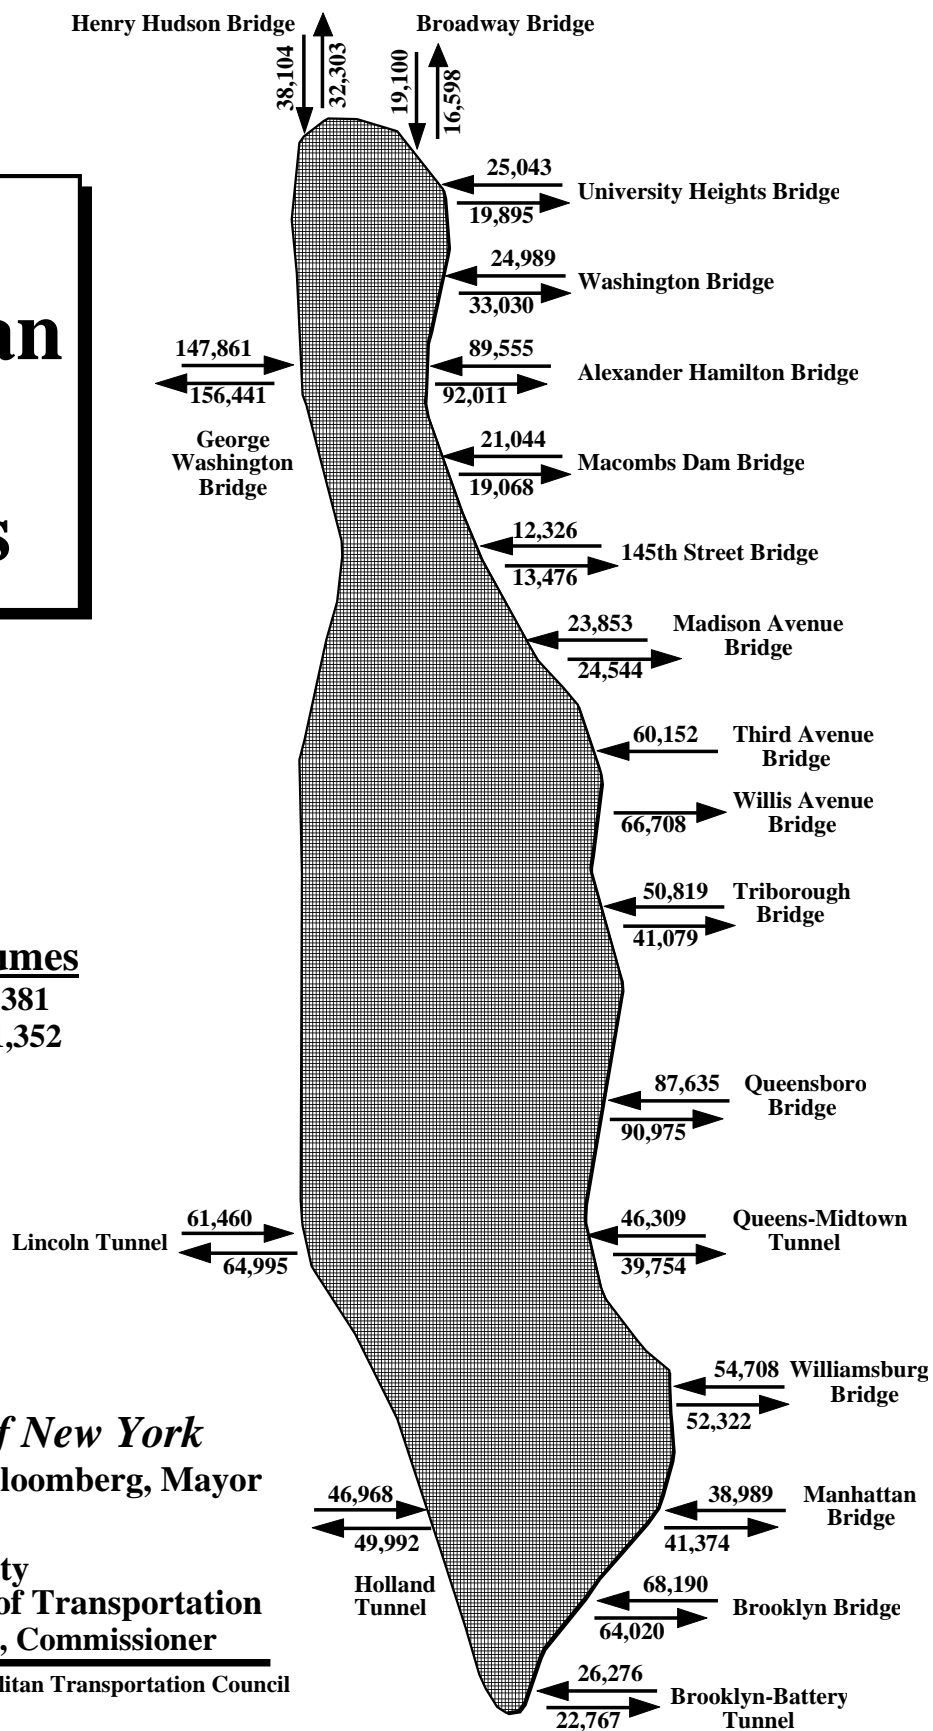 Henry Hudson Bridge
Broadway Bridge
38,104
32,303
19,100
16,598
25,043
University Heights Bridge
19,895
24,989
Washington Bridge
33,030
an
147,861
156,441
George
Washington
Bridge
89,555
Alexander Hamilton Bridge
92,011
21,044
Macombs Dam Bridge
19,068
s
12,326
145th Street Bridge
13,476
23,853
Madison Avenue
Bridge
24,544
60,152
Third Avenue
Bridge
Willis Avenue
Bridge
66,708
50,819
Triborough
Bridge
41,079
umes
381
1,352
87,635
Queensboro
Bridge
90,975
61,460
Lincoln Tunnel
64,995
46,309
Queens-Midtown
Tunnel
39,754
54,708
Williamsburg
Bridge
52,322
f New York
loomberg, Mayor
46,968
49,992
Holland
Tunnel
38,989
Manhattan
Bridge
41,374
ty
of Transportation
, Commissioner
litan Transportation Council
68,190
Brooklyn Bridge
64,020
26,276
Brooklyn-Battery
Tunnel
22,767